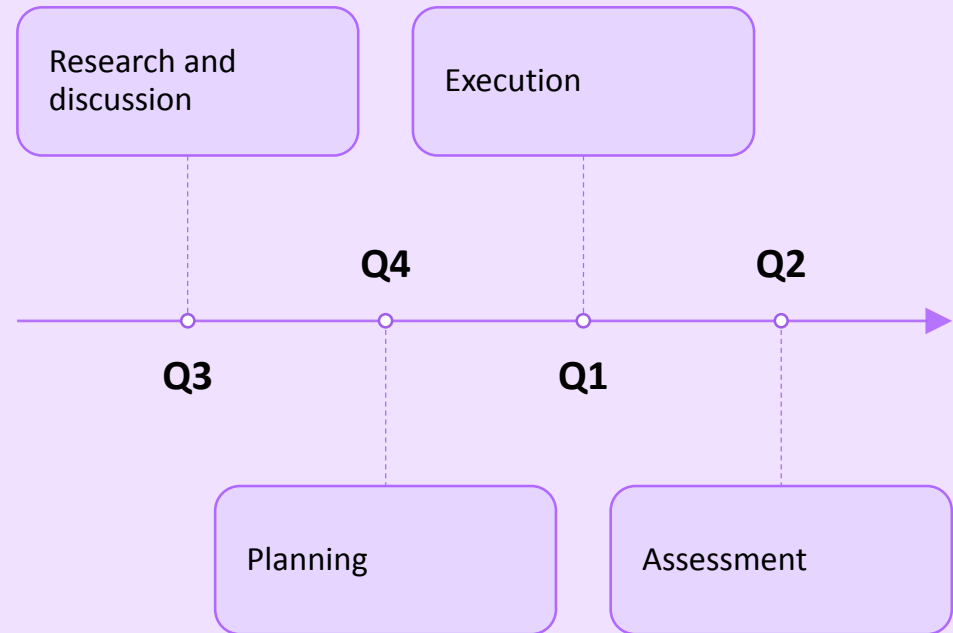 Research and
discussion
Execution
Q4
Q2
Q3
Q1
Planning
Assessment